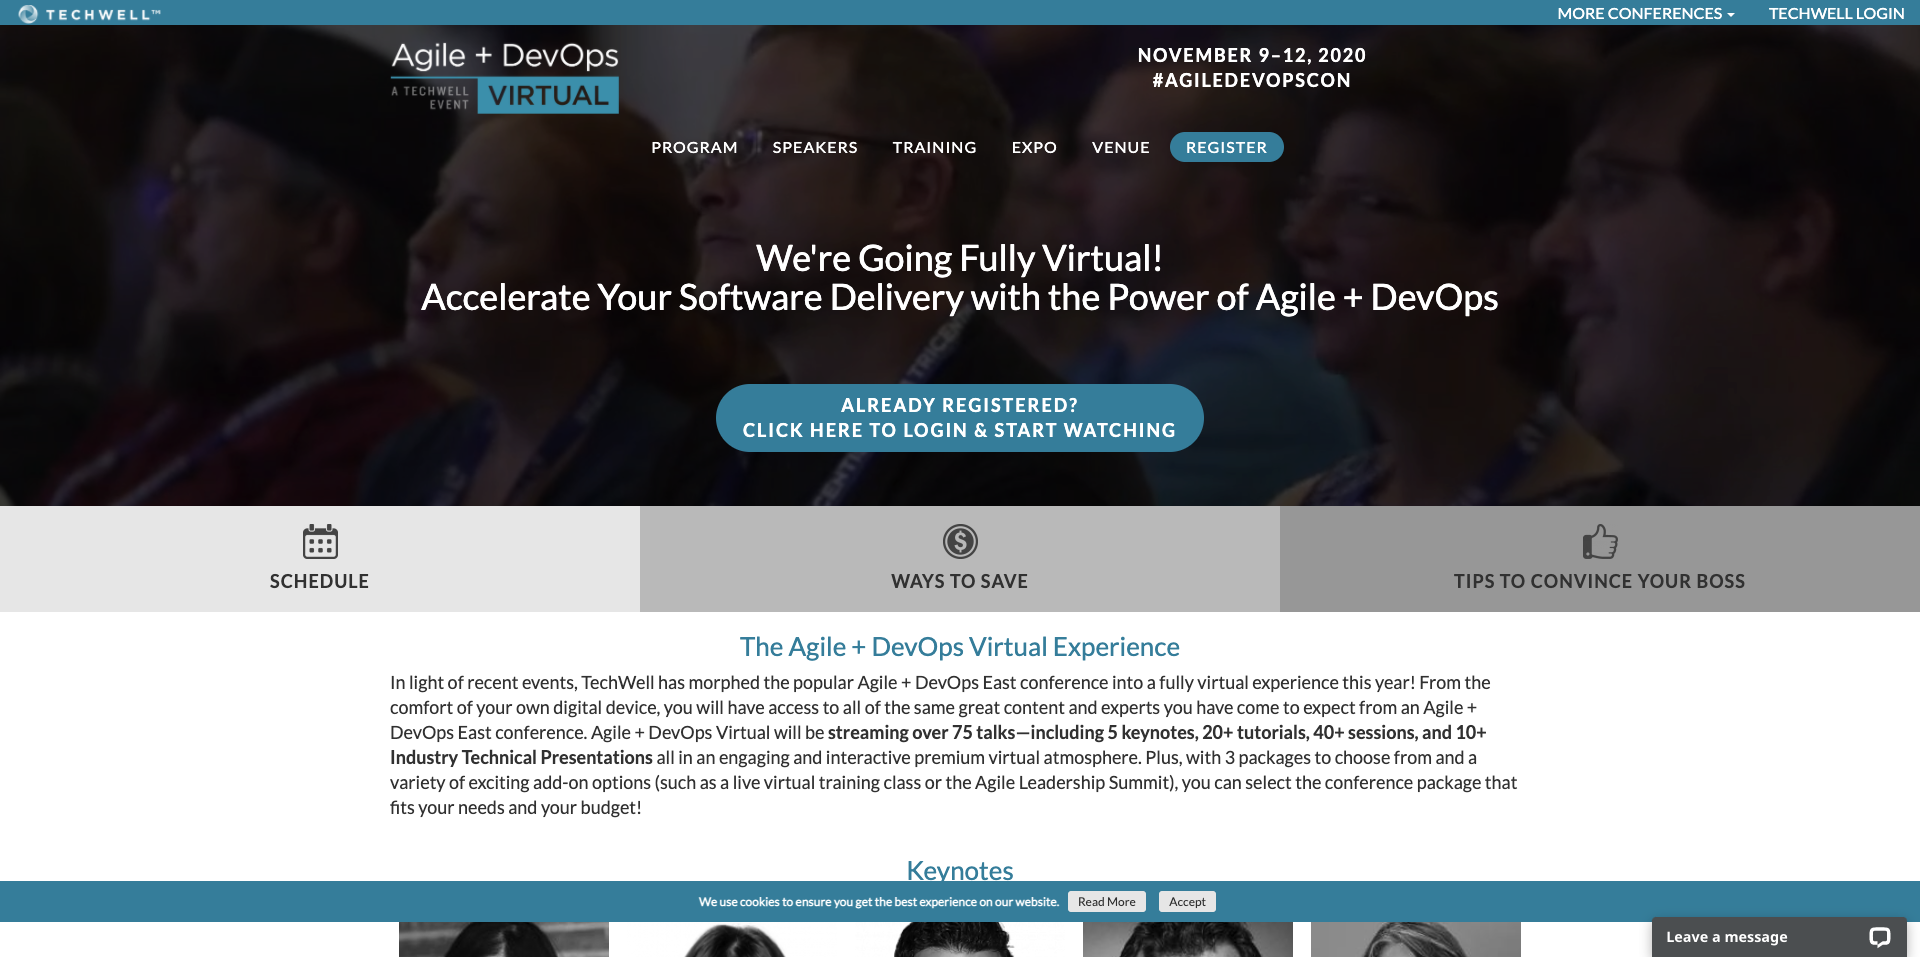 TECHWELL™
MORE CONFERENCES
TECHWELL LOGIN
Agile + DevOps
A TECHWELL
EVENT
VIRTUAL
NOVEMBER 9–12, 2020
#AGILEDEVOPSCON
PROGRAM
SPEAKERS
TRAINING
EXPO
VENUE
REGISTER
We're Going Fully Virtual!
Accelerate Your Software Delivery with the Power of Agile + DevOps
ALREADY REGISTERED?
CLICK HERE TO LOGIN & START WATCHING
SCHEDULE
WAYS TO SAVE
TIPS TO CONVINCE YOUR BOSS
The Agile + DevOps Virtual Experience
In light of recent events, TechWell has morphed the popular Agile + DevOps East conference into a fully virtual experience this year! From the
comfort of your own digital device, you will have access to all of the same great content and experts you have come to expect from an Agile +
DevOps East conference. Agile + DevOps Virtual will be streaming over 75 talks—including 5 keynotes, 20+ tutorials, 40+ sessions, and 10+
Industry Technical Presentations all in an engaging and interactive premium virtual atmosphere. Plus, with 3 packages to choose from and a
variety of exciting add-on options (such as a live virtual training class or the Agile Leadership Summit), you can select the conference package that
fits your needs and your budget!
Keynotes
We use cookies to ensure you get the best experience on our website.
Read More
Accept
Leave a message